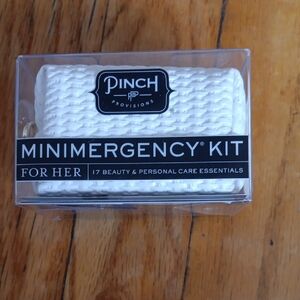 PINCH
PROVISIONS
MINIMERGENCY® KIT
FOR HER | 17 BEAUTY & PERSONAL CARE ESSENTIALS